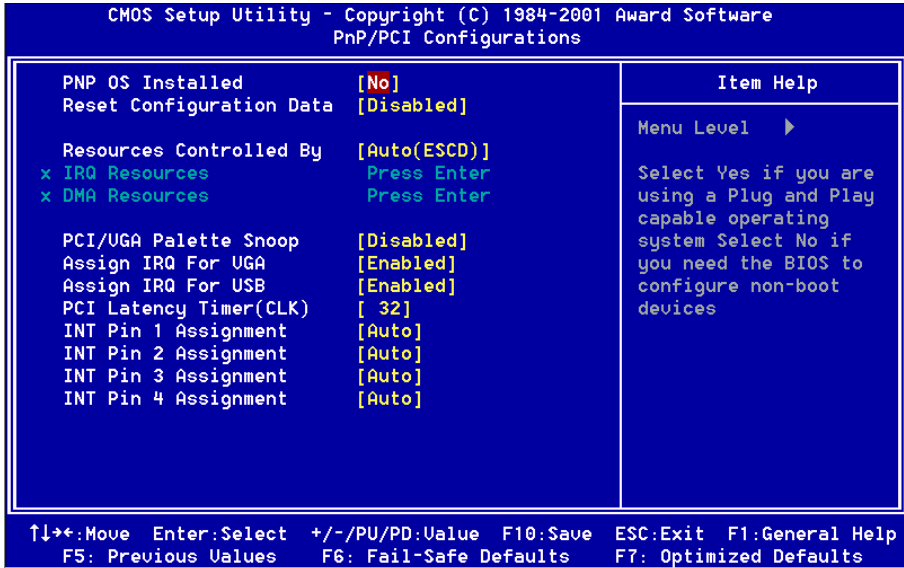 CMOS Setup Utility - Copyright (C) 1984-2001 Award Software
PnP/PCI Configurations
PNP OS Installed [No]
Reset Configuration Data [Disabled]
Resources Controlled By [Auto(ESCD)]
x IRQ Resources Press Enter
x DMA Resources Press Enter
PCI/VGA Palette Snoop [Disabled]
Assign IRQ For VGA [Enabled]
Assign IRQ For USB [Enabled]
PCI Latency Timer(CLK) [ 32]
INT Pin 1 Assignment [Auto]
INT Pin 2 Assignment [Auto]
INT Pin 3 Assignment [Auto]
INT Pin 4 Assignment [Auto]
Item Help
Menu Level ▶
Select Yes if you are
using a Plug and Play
capable operating
system Select No if
you need the BIOS to
configure non-boot
devices
↑↓→←:Move Enter:Select +/-/PU/PD:Value F10:Save ESC:Exit F1:General Help
F5: Previous Values F6: Fail-Safe Defaults F7: Optimized Defaults